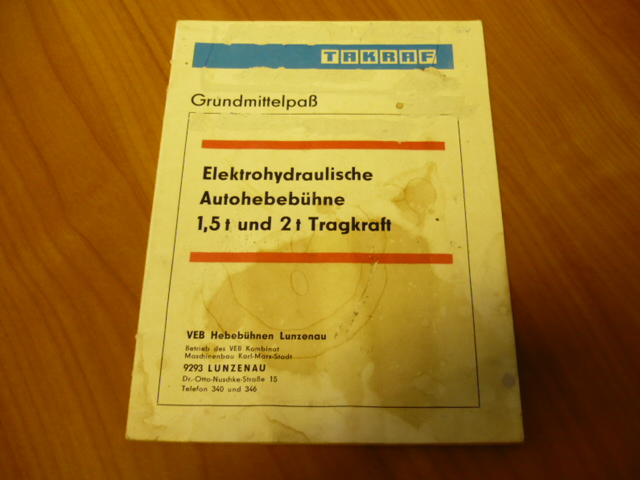 TAKRAF
Grundmittelpaß
Elektrohydraulische
Autohebebühne
1,5 t und 2 t Tragkraft
VEB Hebebühnen Lunzenau
Betrieb des VEB Kombinat
Maschinenbau Karl-Marx-Stadt
9293 LUNZENAU
Dr.-Otto-Nuschke-Straße 15
Telefon 340 und 346